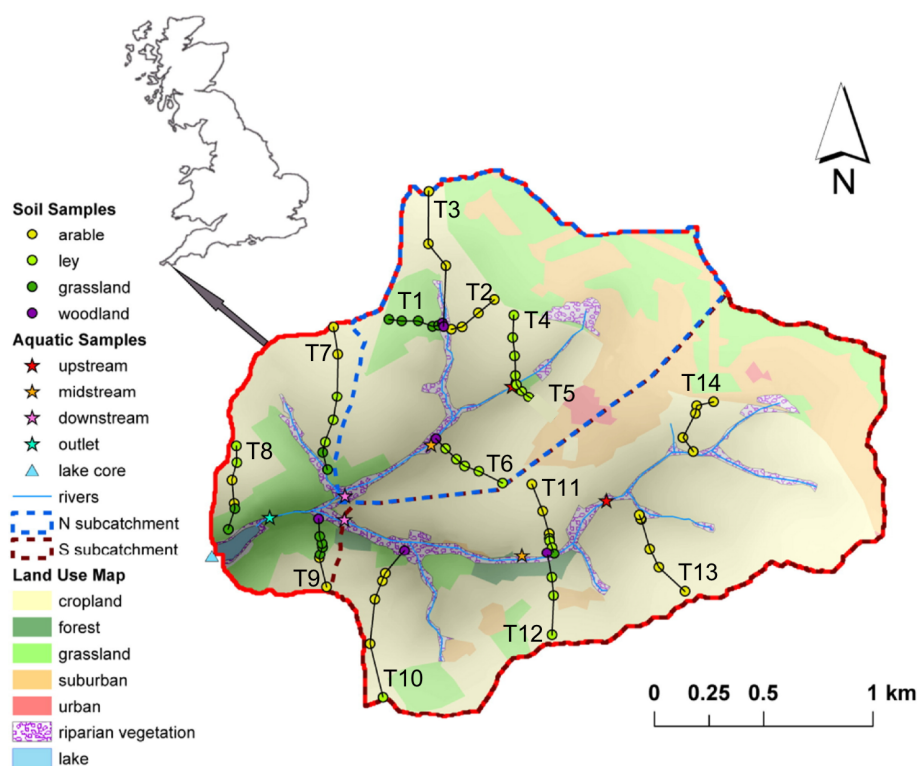 Soil Samples
arable
ley
grassland
woodland
Aquatic Samples
upstream
midstream
downstream
outlet
lake core
rivers
N subcatchment
S subcatchment
Land Use Map
cropland
forest
grassland
suburban
urban
riparian vegetation
lake
N
T3
T1
T2
T4
T7
T5
T14
T8
T6
T11
T9
T13
T12
T10
0 0.25 0.5 1 km